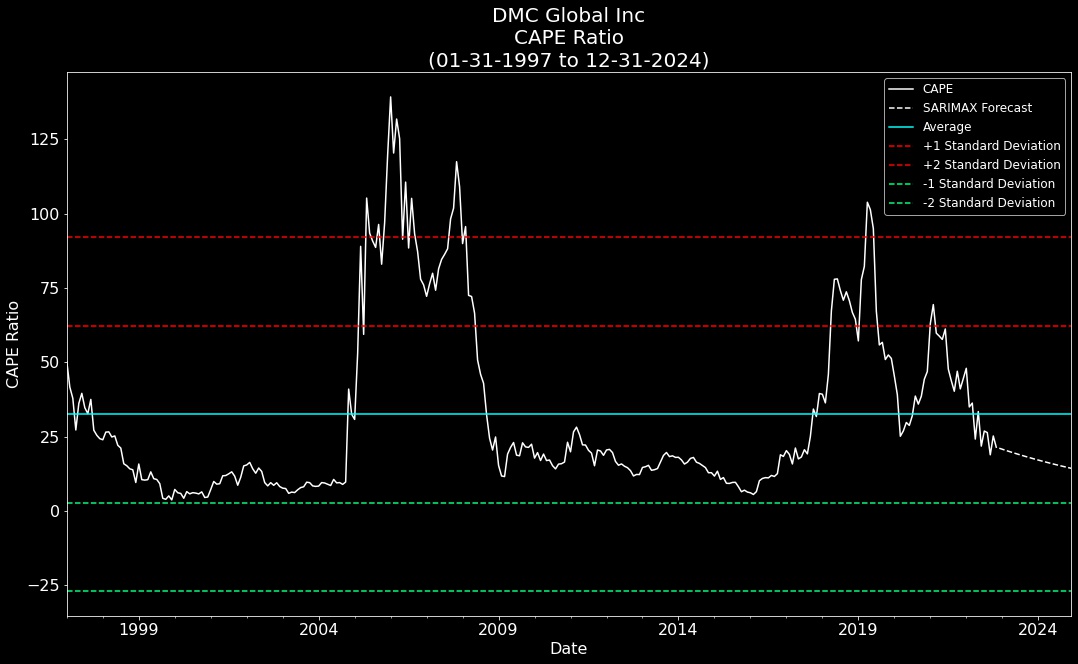 DMC Global Inc
CAPE Ratio
(01-31-1997 to 12-31-2024)
CAPE
SARIMAX Forecast
Average
+1 Standard Deviation
+2 Standard Deviation
-1 Standard Deviation
-2 Standard Deviation
CAPE Ratio
125
100
75
50
25
0
−25
1999
2004
2009
2014
2019
2024
Date